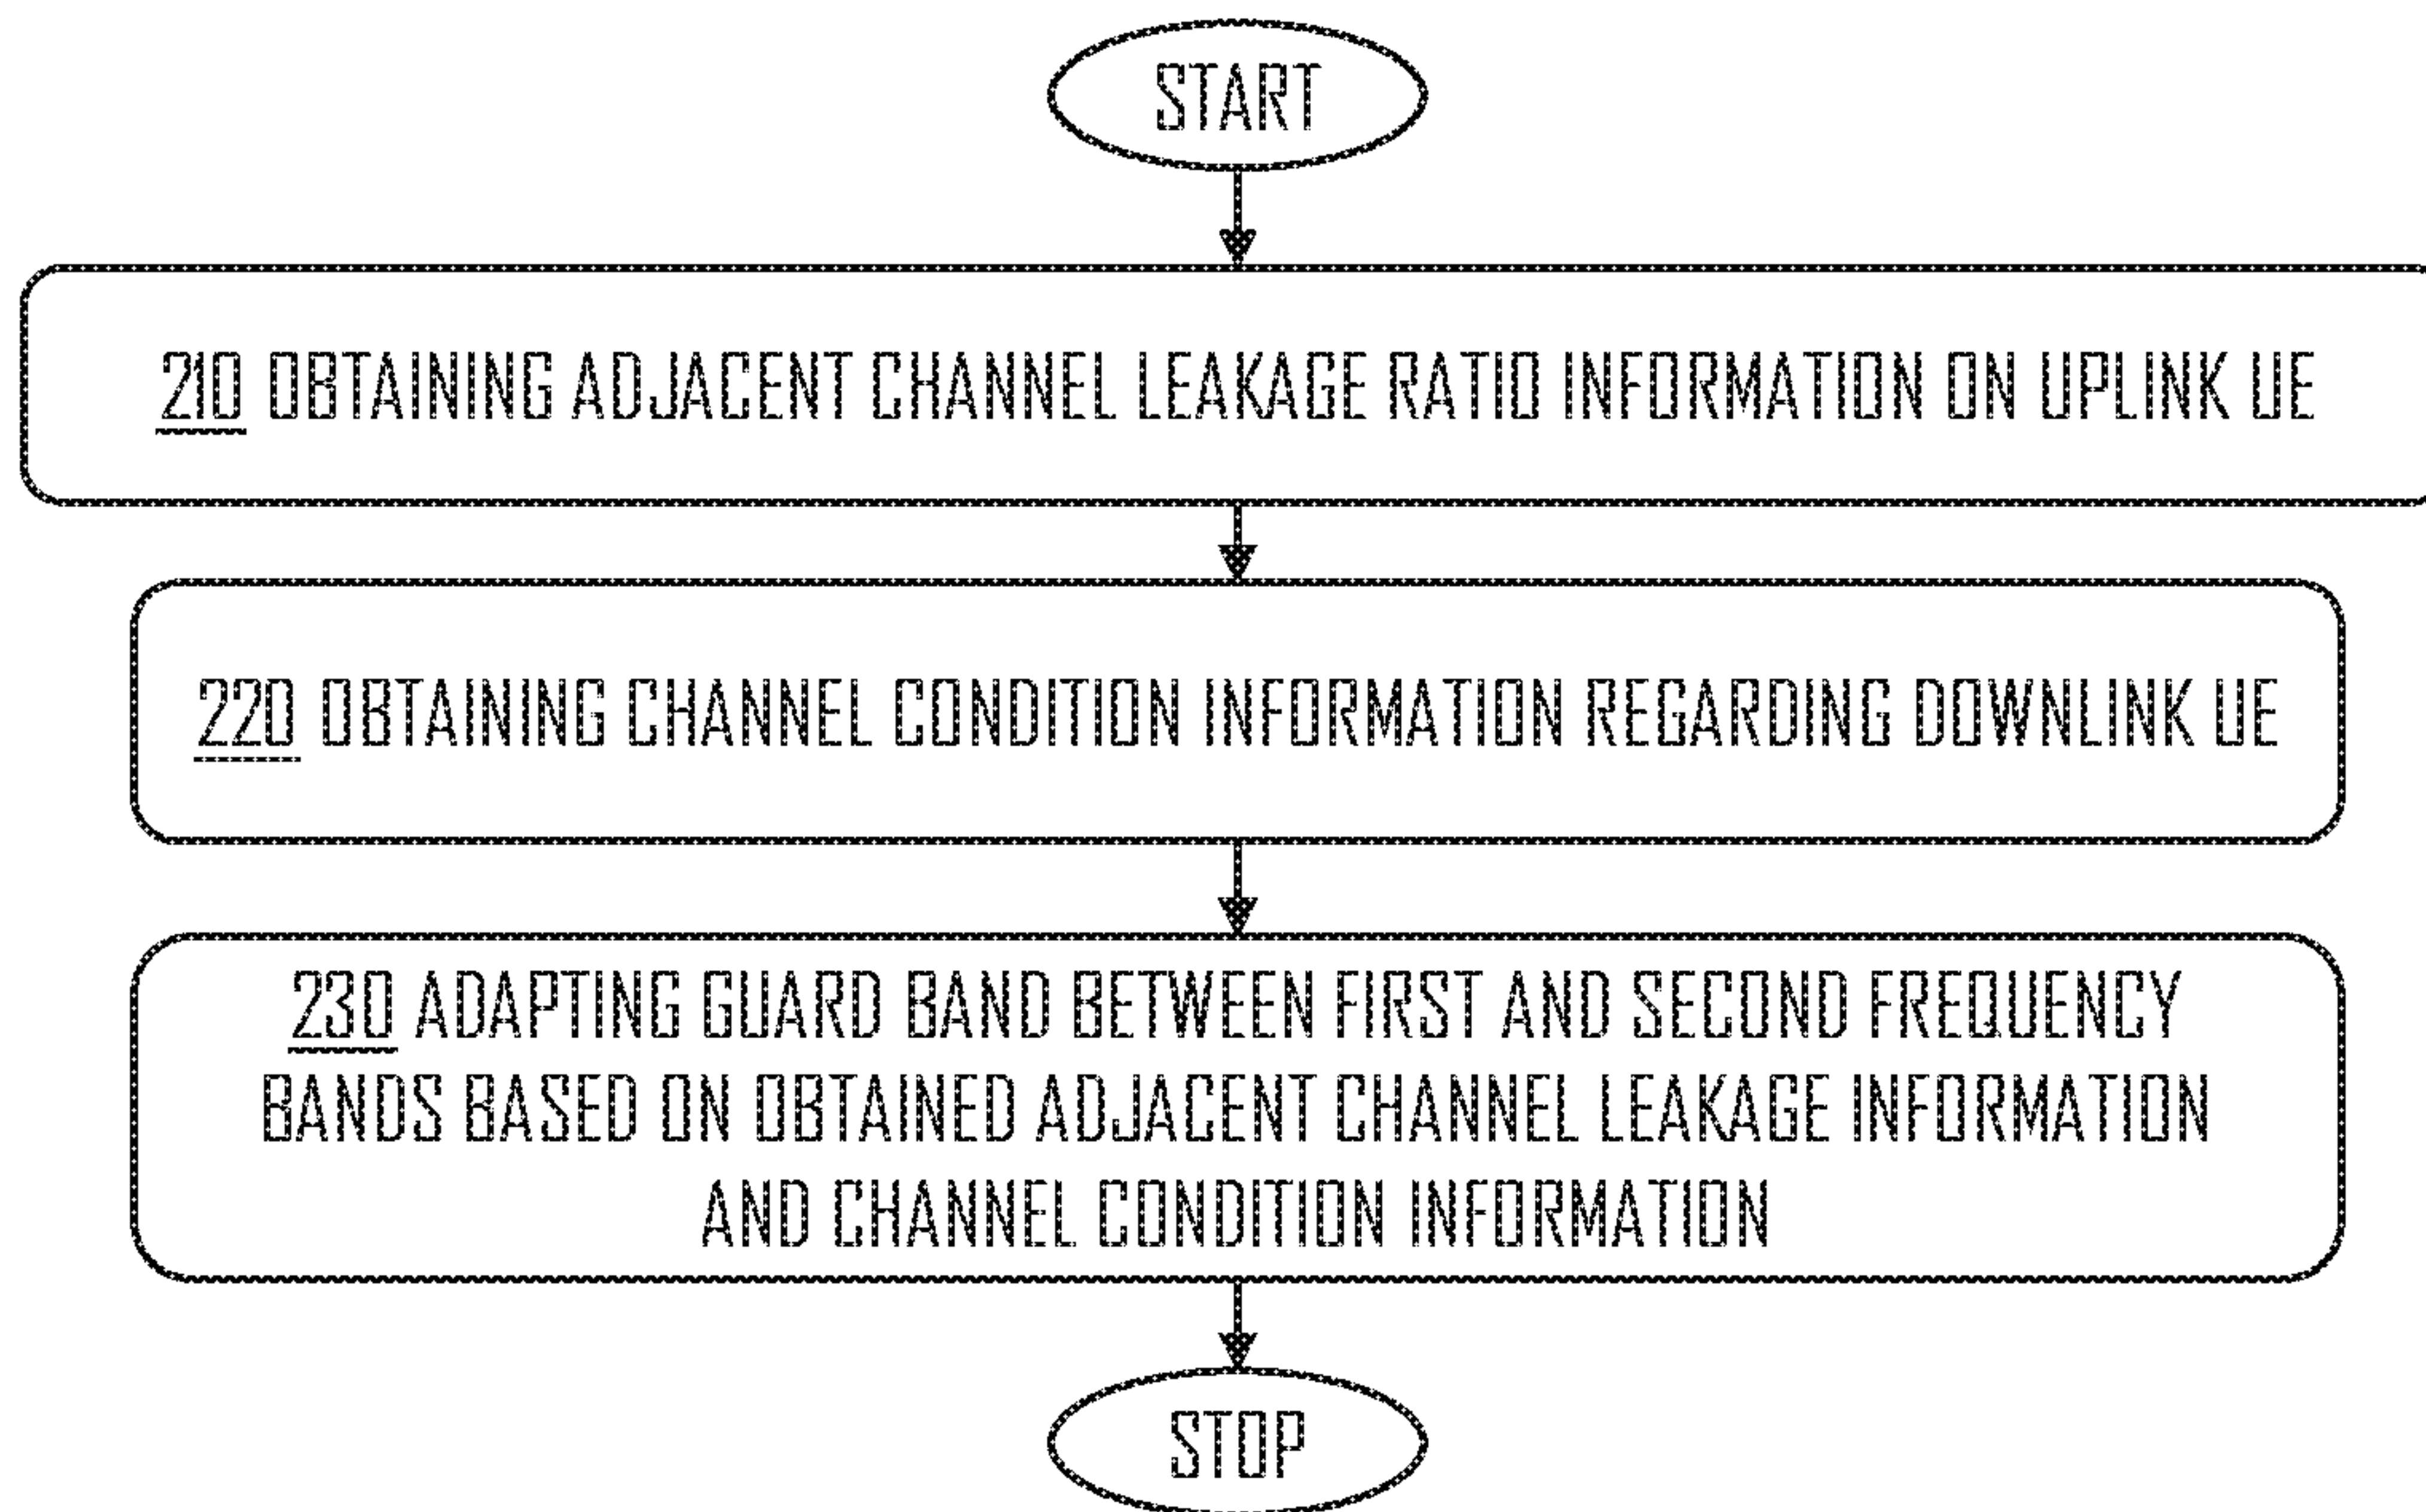 START
210 OBTAINING ADJACENT CHANNEL LEAKAGE RATIO INFORMATION ON UPLINK UE
220 OBTAINING CHANNEL CONDITION INFORMATION REGARDING DOWNLINK UE
230 ADAPTING GUARD BAND BETWEEN FIRST AND SECOND FREQUENCY
BANDS BASED ON OBTAINED ADJACENT CHANNEL LEAKAGE INFORMATION
AND CHANNEL CONDITION INFORMATION
STOP